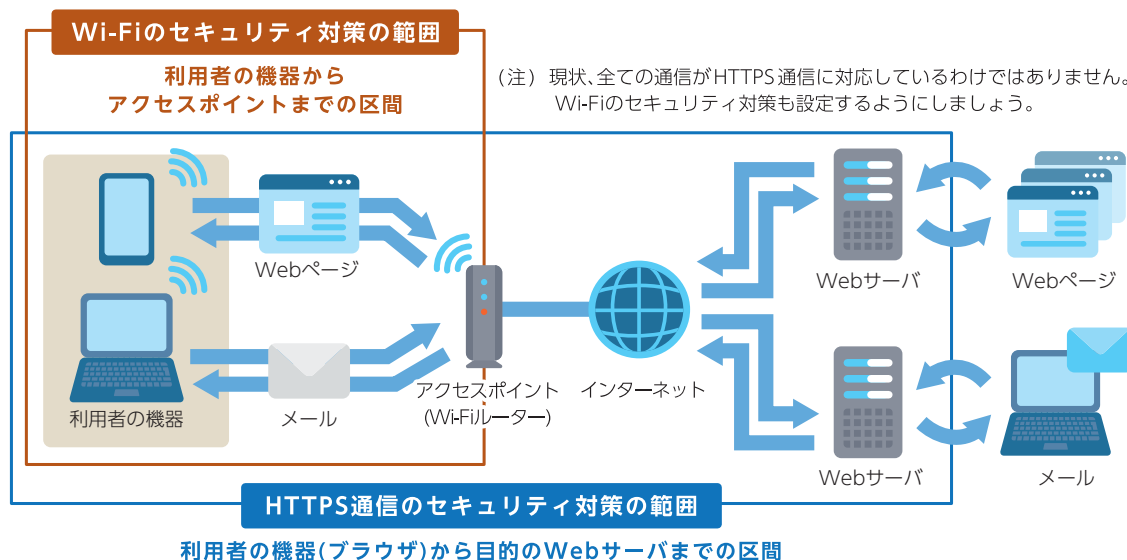 Wi-Fiのセキュリティ対策の範囲
利用者の機器から
アクセスポイントまでの区間
(注) 現状、全ての通信がHTTPS通信に対応しているわけではありません。
Wi-Fiのセキュリティ対策も設定するようにしましょう。
Webページ
Webサーバ
Webページ
利用者の機器
メール
アクセスポイント
(Wi-Fiルーター)
インターネット
Webサーバ
メール
HTTPS通信のセキュリティ対策の範囲
利用者の機器(ブラウザ)から目的のWebサーバまでの区間